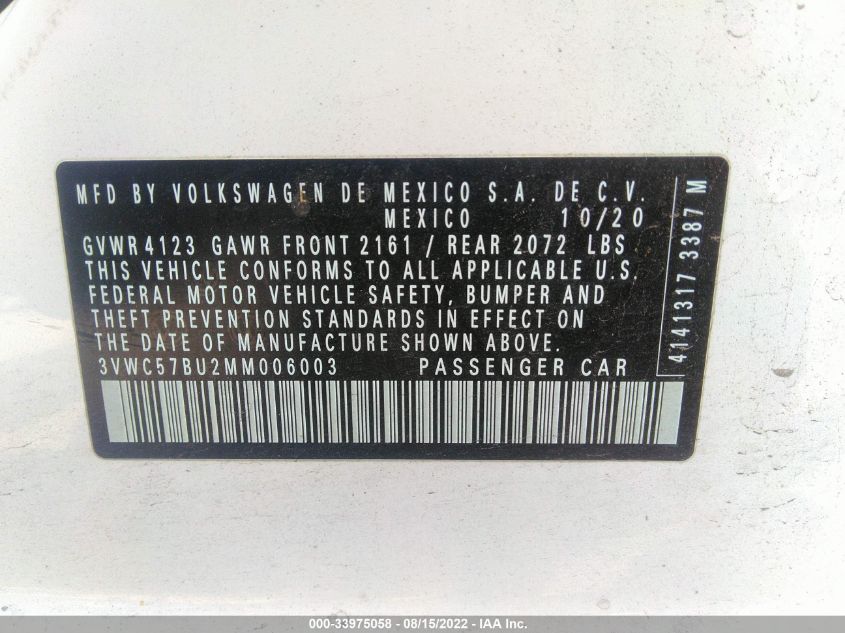 MFD BY VOLKSWAGEN DE MEXICO S.A. DE C.V.
MEXICO 10/20
GVWR 4123 GAWR FRONT 2161 / REAR 2072 LBS
THIS VEHICLE CONFORMS TO ALL APPLICABLE U.S.
FEDERAL MOTOR VEHICLE SAFETY, BUMPER AND
THEFT PREVENTION STANDARDS IN EFFECT ON
THE DATE OF MANUFACTURE SHOWN ABOVE.
3VWC57BU2MM006003 PASSENGER CAR
4141317 3387 M
000-33975058 - 08/15/2022 - IAA Inc.